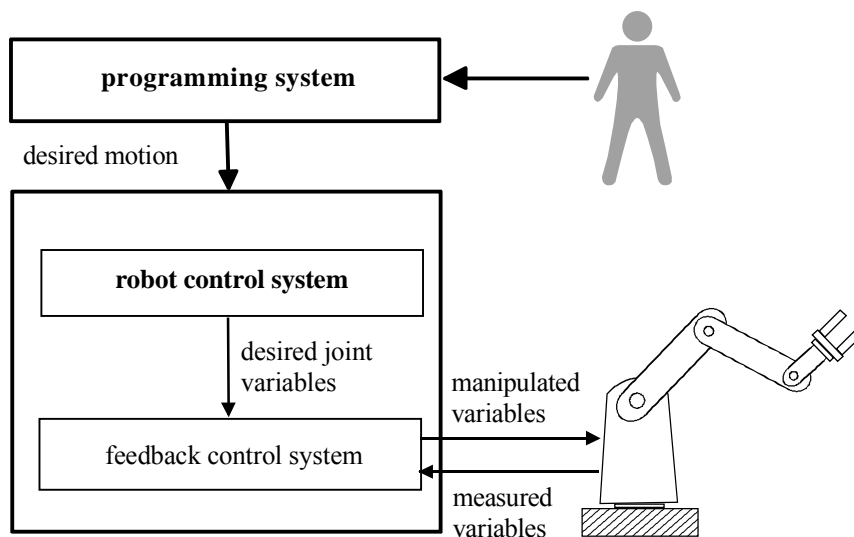 programming system
desired motion
robot control system
desired joint
variables
manipulated
variables
feedback control system
measured
variables